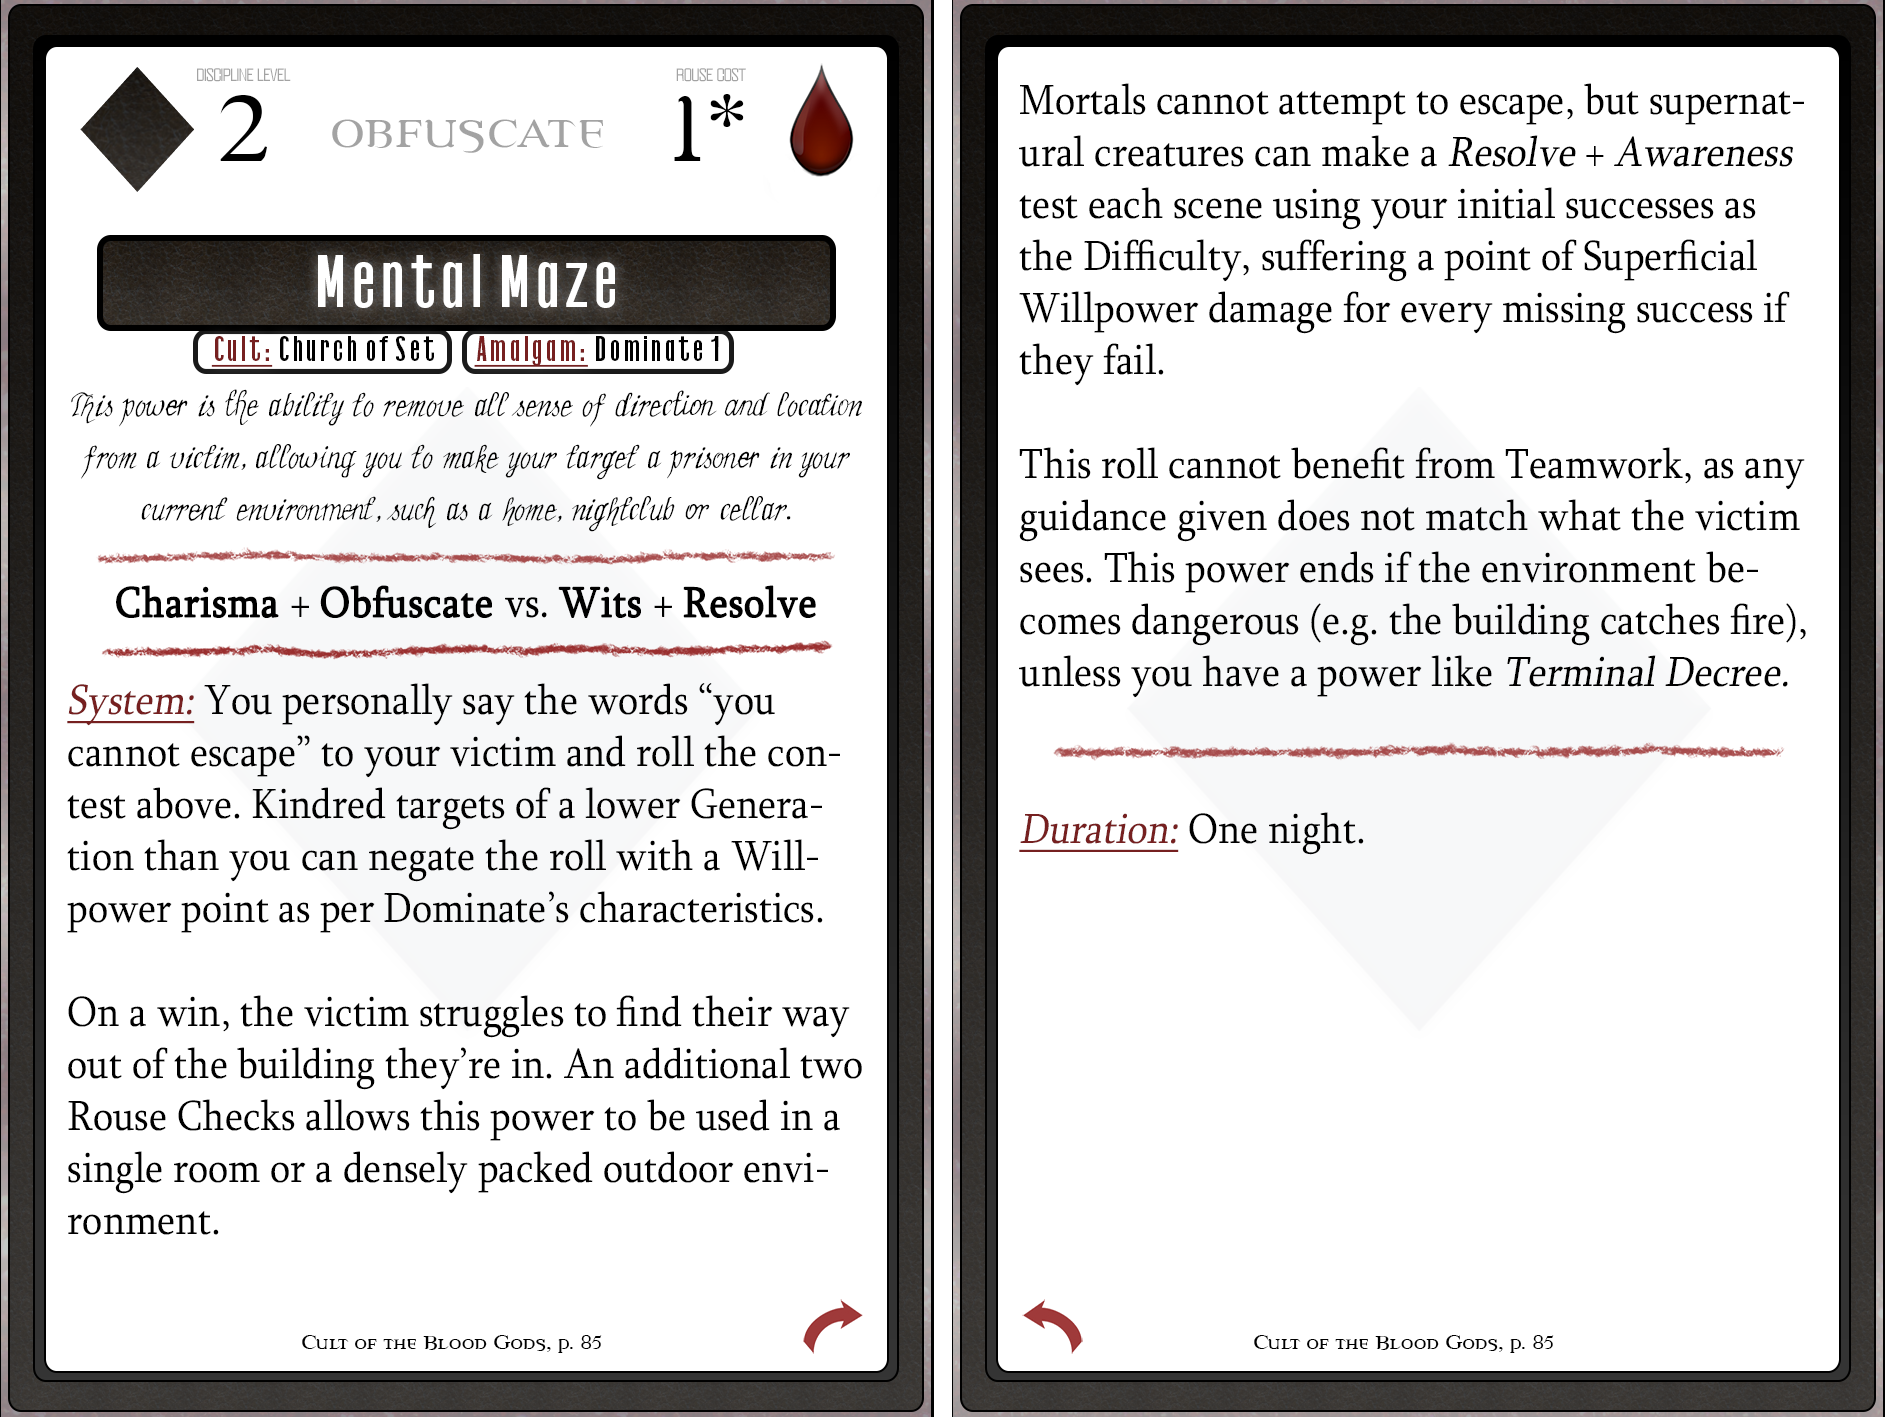 DISCIPLINE LEVEL
2
OBFUSCATE
ROUSE COST
1*
Mental Maze
Cult: Church of Set
Amalgam: Dominate 1
This power is the ability to remove all sense of direction and location
from a victim, allowing you to make your target a prisoner in your
current environment, such as a home, nightclub or cellar.
Charisma + Obfuscate vs. Wits + Resolve
System: You personally say the words “you
cannot escape” to your victim and roll the con-
test above. Kindred targets of a lower Genera-
tion than you can negate the roll with a Will-
power point as per Dominate’s characteristics.
On a win, the victim struggles to find their way
out of the building they’re in. An additional two
Rouse Checks allows this power to be used in a
single room or a densely packed outdoor envi-
ronment.
Cult of the Blood Gods, p. 85
Mortals cannot attempt to escape, but supernat-
ural creatures can make a Resolve + Awareness
test each scene using your initial successes as
the Difficulty, suffering a point of Superficial
Willpower damage for every missing success if
they fail.
This roll cannot benefit from Teamwork, as any
guidance given does not match what the victim
sees. This power ends if the environment be-
comes dangerous (e.g. the building catches fire),
unless you have a power like Terminal Decree.
Duration: One night.
Cult of the Blood Gods, p. 85